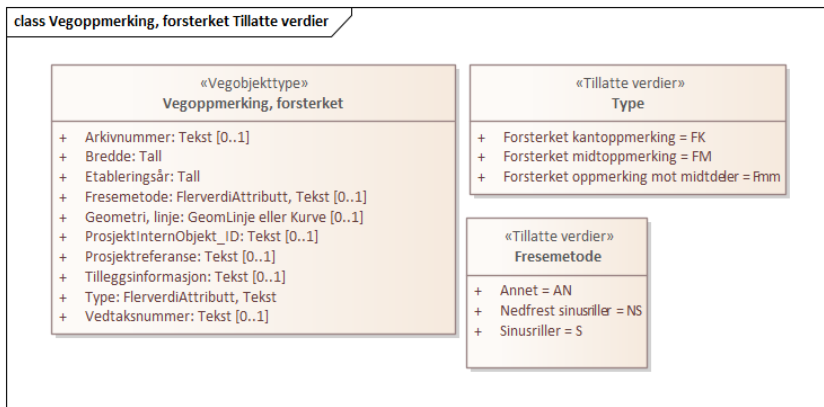 class Vegoppmerking, forsterket Tillatte verdier
«Vegobjekttype»
Vegoppmerking, forsterket
+ Arkivnummer: Tekst [0..1]
+ Bredde: Tall
+ Etableringsår: Tall
+ Fresemetode: FlerverdiAttributt, Tekst [0..1]
+ Geometri, linje: GeomLinje eller Kurve [0..1]
+ ProsjektInternObjekt_ID: Tekst [0..1]
+ Prosjektreferanse: Tekst [0..1]
+ Tilleggsinformasjon: Tekst [0..1]
+ Type: FlerverdiAttributt, Tekst
+ Vedtaksnummer: Tekst [0..1]
«Tillatte verdier»
Type
+ Forsterket kantoppmerking = FK
+ Forsterket midtoppmerking = FM
+ Forsterket oppmerking mot midtdeler = Fmm
«Tillatte verdier»
Fresemetode
+ Annet = AN
+ Nedfrest sinusriller = NS
+ Sinusriller = S